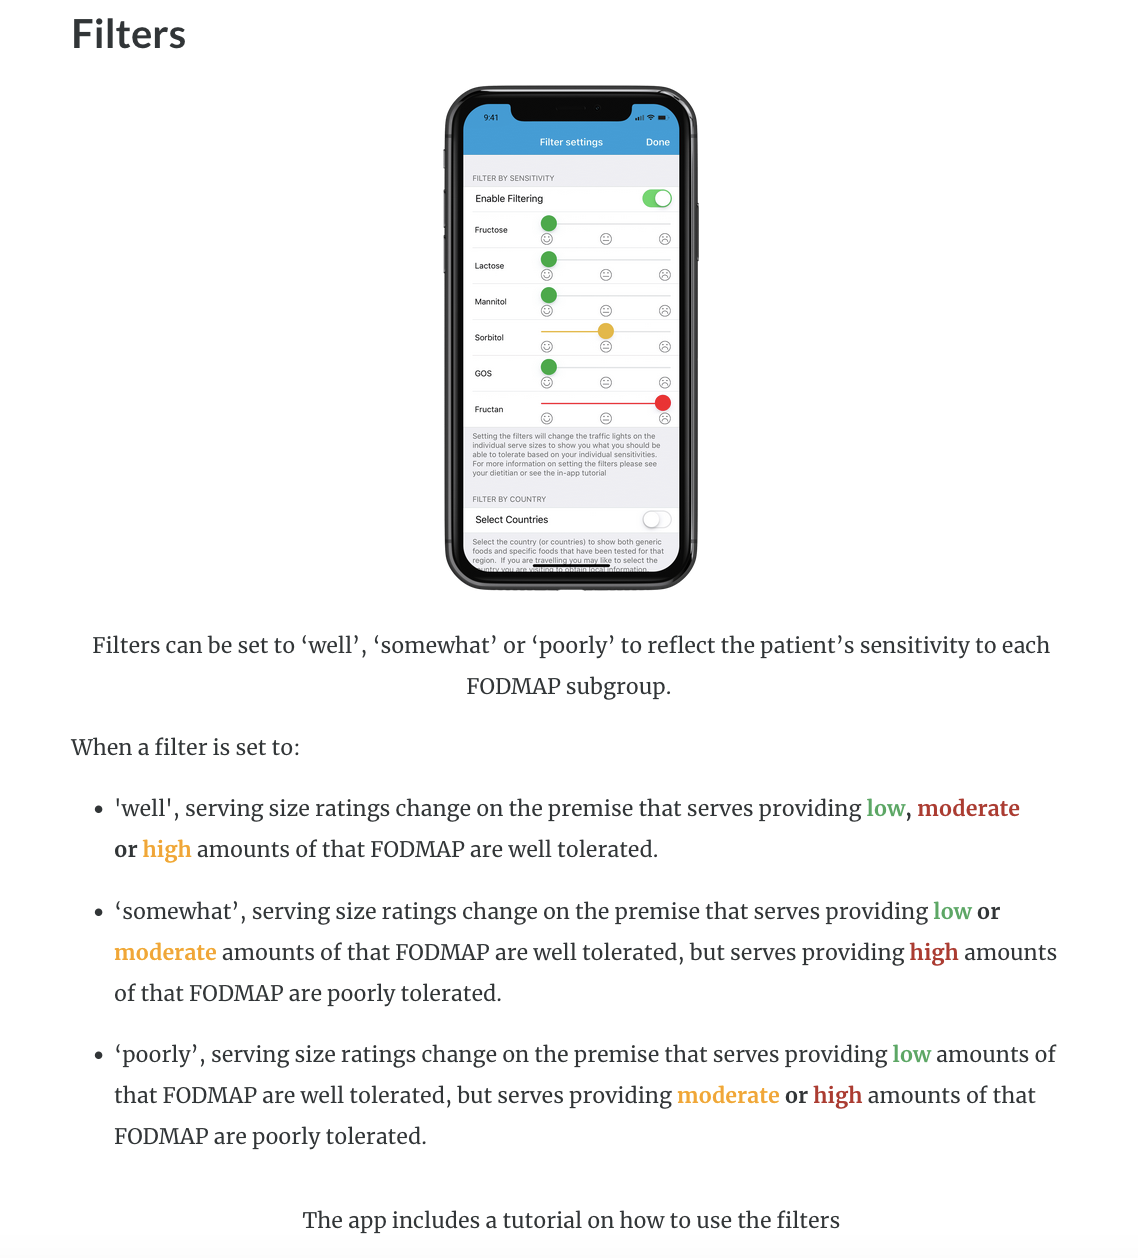 Filters
9:41
Filter settings
Done
FILTER BY SENSITIVITY
Enable Filtering
Fructose
Lactose
Mannitol
Sorbitol
GOS
Fructan
Setting the filters will change the traffic lights on the
individual serve sizes to show you what you should be
able to tolerate based on your individual sensitivities.
For more information on setting the filters please see
your dietitian or see the in-app tutorial
FILTER BY COUNTRY
Select Countries
Select the country (or countries) to show both generic
foods and specific foods that have been tested for that
region. If you are travelling you may like to select the
country you are visiting to obtain local information.
Filters can be set to ‘well’, ‘somewhat’ or ‘poorly’ to reflect the patient’s sensitivity to each
FODMAP subgroup.
When a filter is set to:
• 'well', serving size ratings change on the premise that serves providing low, moderate
or high amounts of that FODMAP are well tolerated.
• ‘somewhat’, serving size ratings change on the premise that serves providing low or
moderate amounts of that FODMAP are well tolerated, but serves providing high amounts
of that FODMAP are poorly tolerated.
• ‘poorly’, serving size ratings change on the premise that serves providing low amounts of
that FODMAP are well tolerated, but serves providing moderate or high amounts of that
FODMAP are poorly tolerated.
The app includes a tutorial on how to use the filters